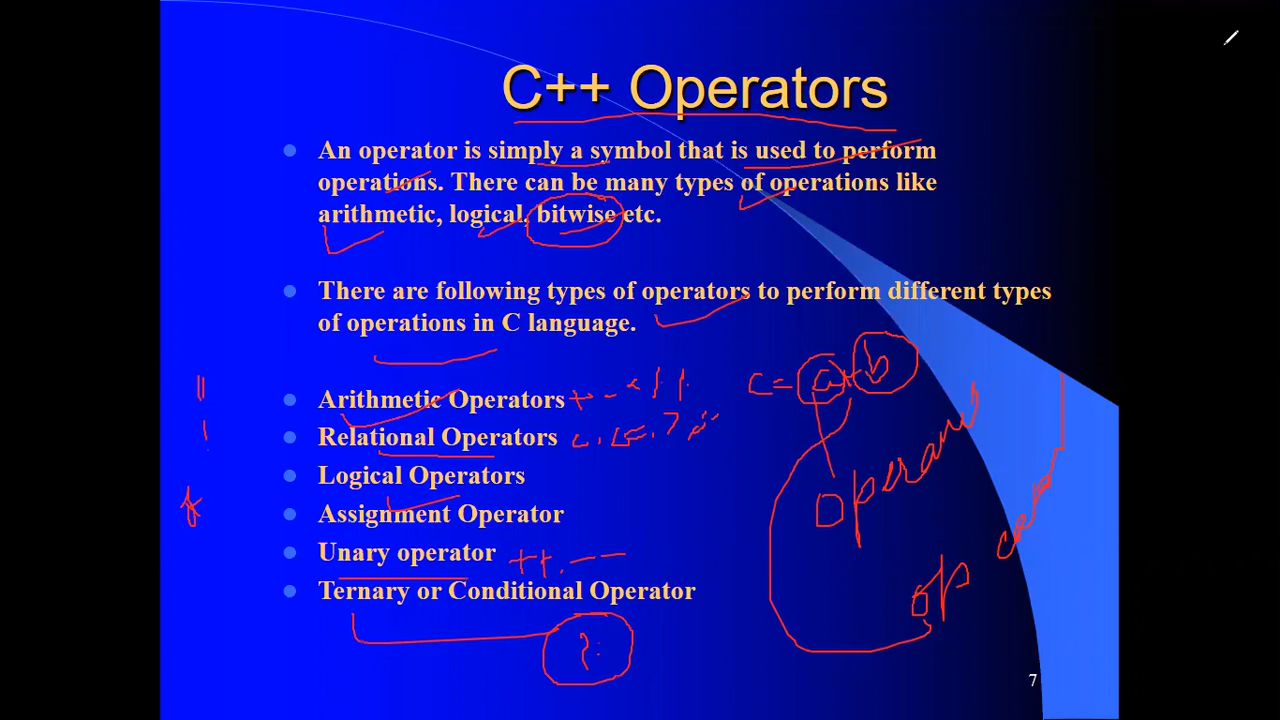 C++ Operators
An operator is simply a symbol that is used to perform
operations. There can be many types of operations like
arithmetic, logical, bitwise etc.
There are following types of operators to perform different types
of operations in C language.
c = a+b
||
Arithmetic Operators + -
!
Relational Operators
Logical Operators
Operand
Assignment Operator
Unary operator ++. --
Ternary or Conditional Operator
op
? :
7